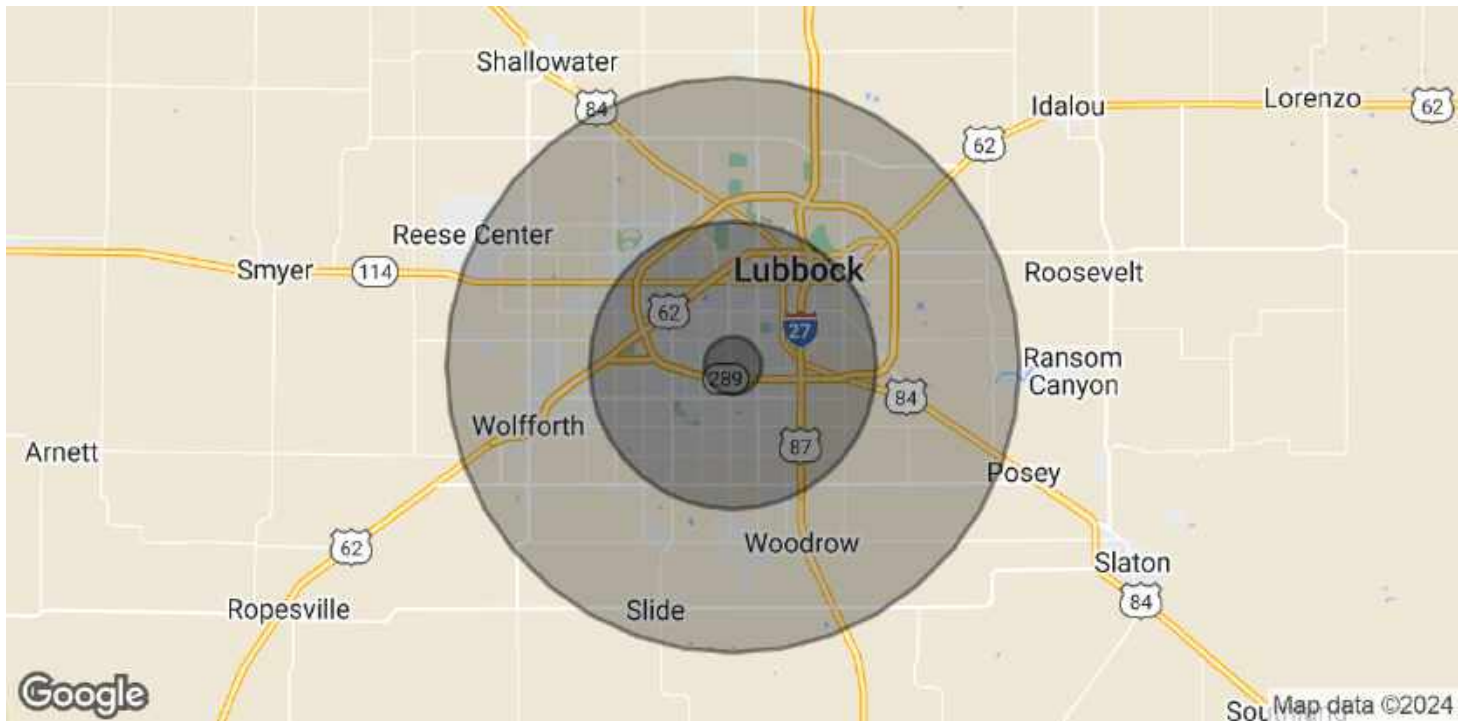 Shallowater
84
Idalou
Lorenzo
62
62
Reese Center
Smyer
114
Lubbock
Roosevelt
62
27
Ransom
Canyon
289
84
Wolfforth
Arnett
87
Posey
62
Woodrow
Slaton
84
Ropesville
Slide
Google
Map data ©2024